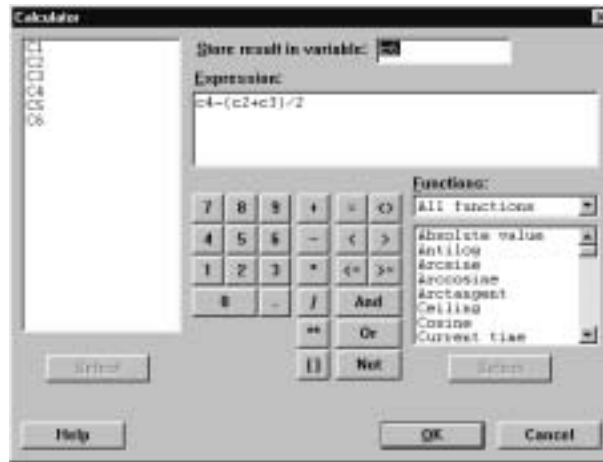 Calculator
C1
C2
C3
C4
C5
C6
Store result in variable: c6
Expression:
c4-(c2+c3)/2
Functions:
All functions
7 8 9 + = <>
4 5 6 - < >
1 2 3 * <= >=
0 . / And
** Or
[] Not
Absolute value
Antilog
Arcsine
Arccosine
Arctangent
Ceiling
Cosine
Current time
Select
Select
Help
OK
Cancel